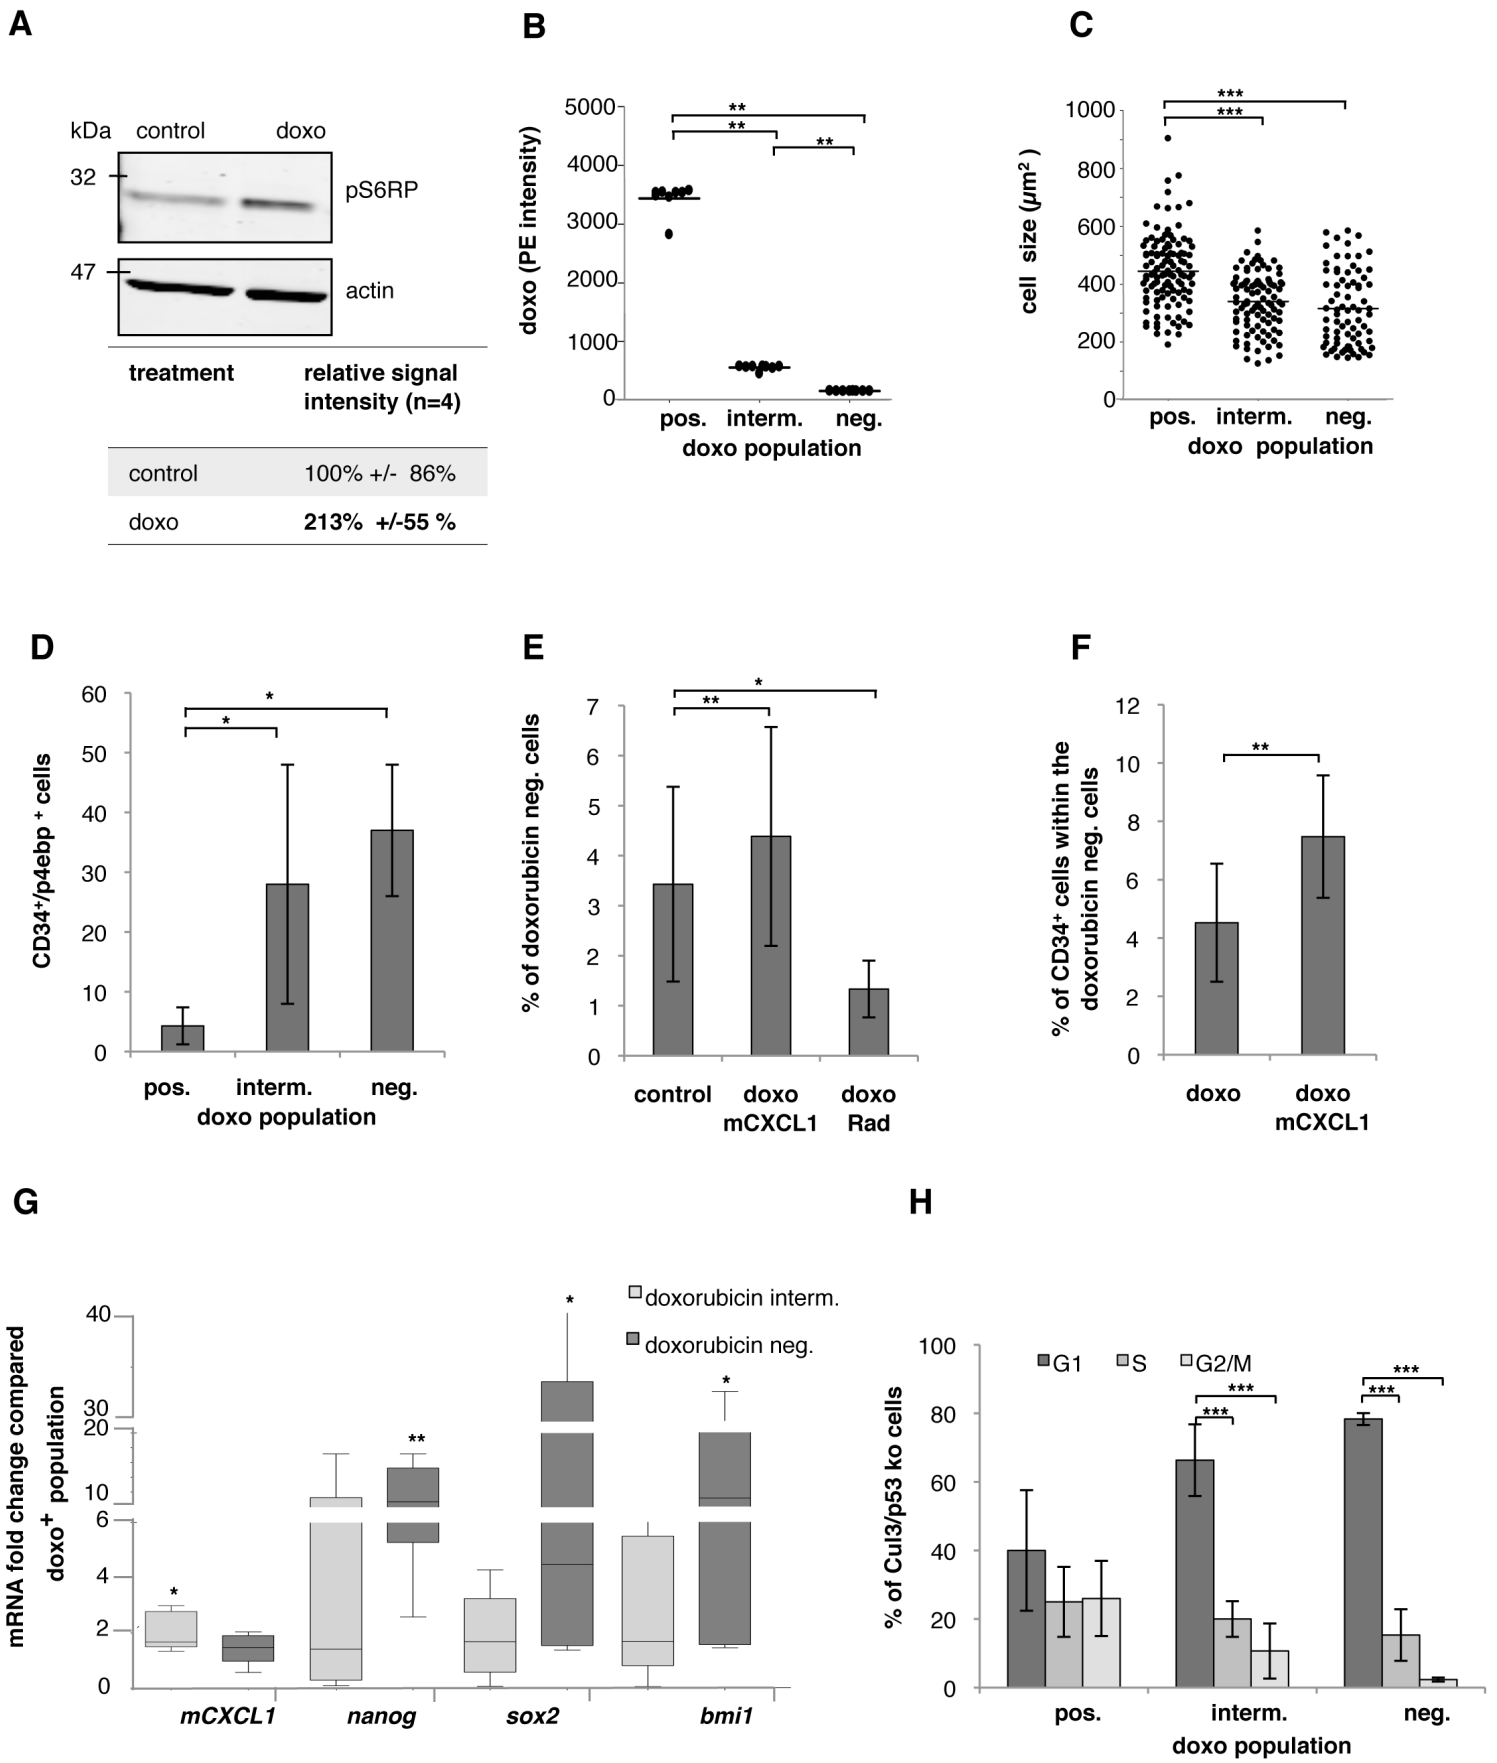 A
kDa control doxo
32
pS6RP
47
actin
treatment relative signal
intensity (n=4)
control 100% +/- 86%
doxo 213% +/-55 %
B
doxo (PE intensity)
5000
4000
3000
2000
1000
0
**
**
**
pos. interm. neg.
doxo population
C
cell size (µm²)
1000
800
600
400
200
0
***
***
pos. interm. neg.
doxo population
D
CD34⁺/p4ebp⁺ cells
60
50
40
30
20
10
0
*
*
pos. interm. neg.
doxo population
E
% of doxorubicin neg. cells
7
6
5
4
3
2
1
0
*
**
control doxo doxo
mCXCL1 Rad
F
% of CD34⁺ cells within the
doxorubicin neg. cells
12
10
8
6
4
2
0
**
doxo doxo
mCXCL1
G
mRNA fold change compared
doxo⁺ population
40
30
20
10
6
4
2
0
doxorubicin interm.
doxorubicin neg.
*
**
*
*
mCXCL1 nanog sox2 bmi1
H
% of Cul3/p53 ko cells
100
80
60
40
20
0
G1 S G2/M
***
***
***
***
pos. interm. neg.
doxo population